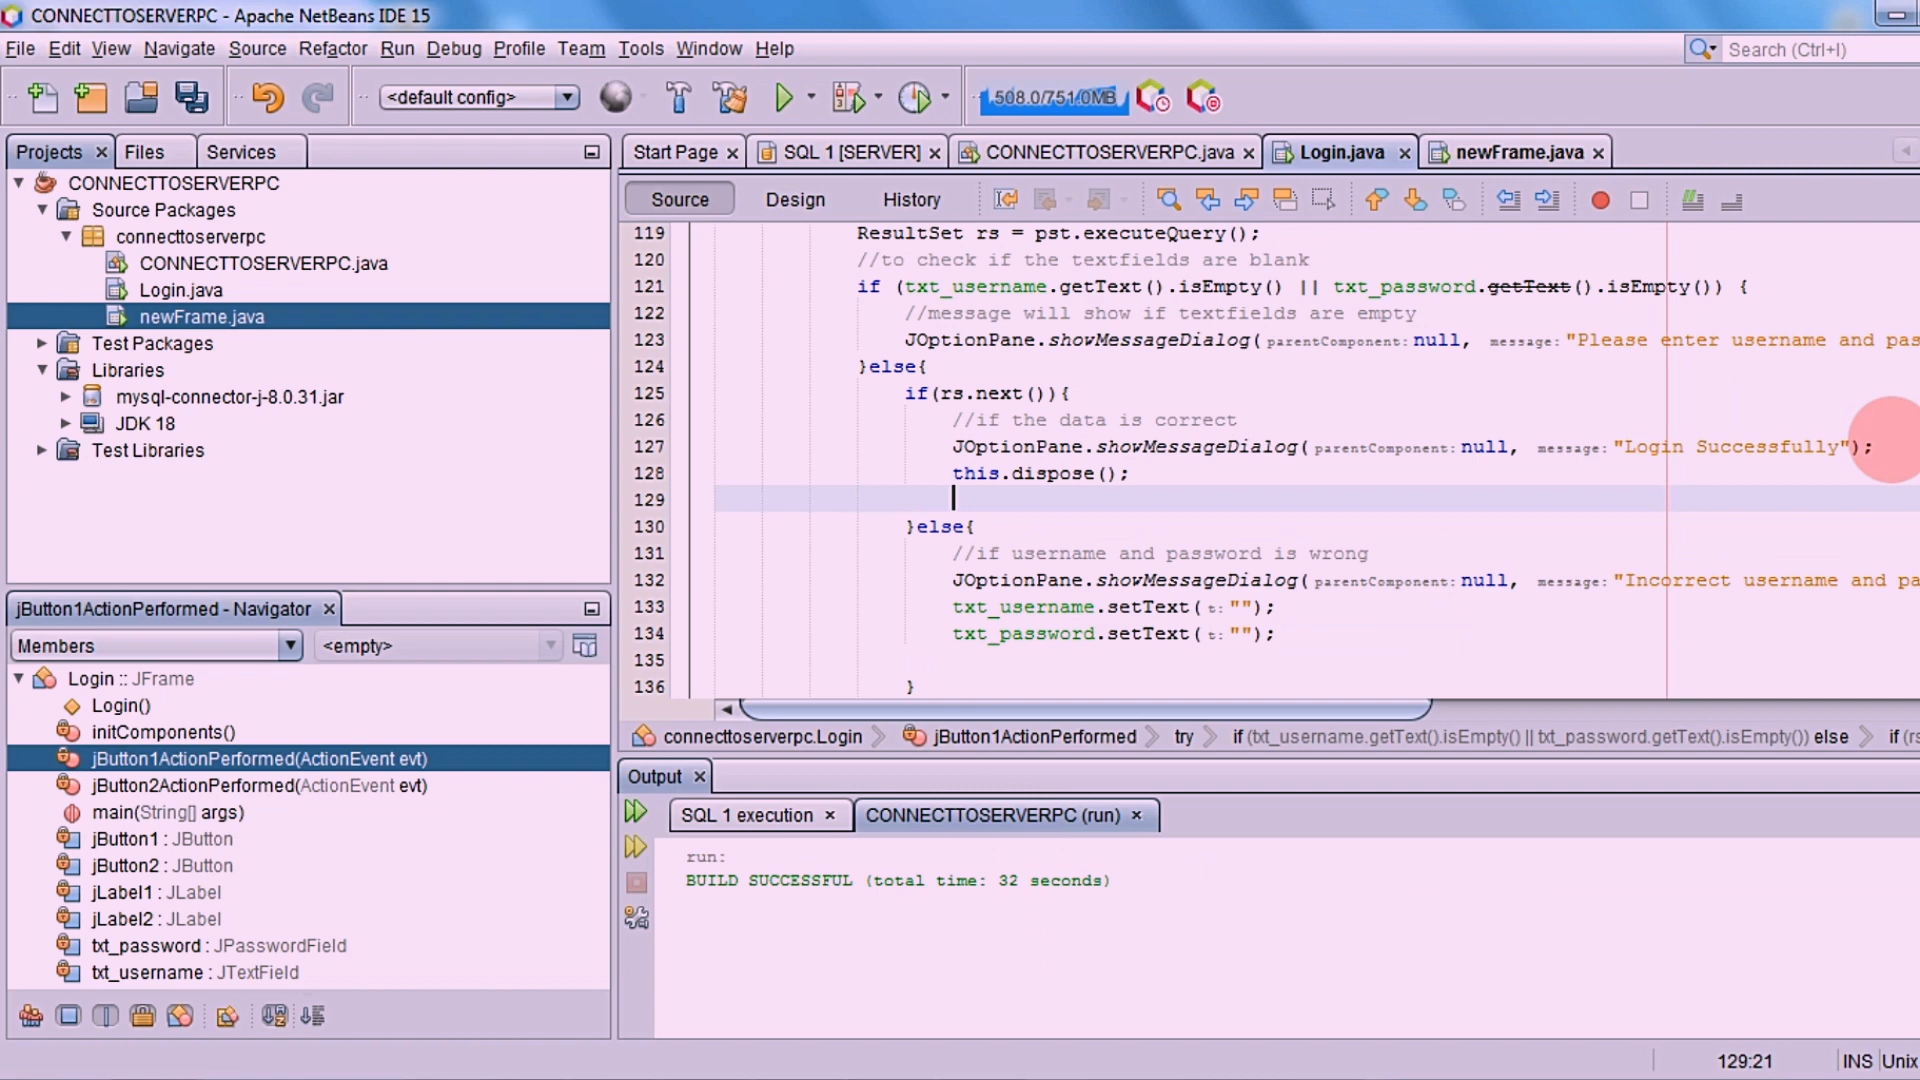 CONNECTTOSERVERPC - Apache NetBeans IDE 15
File Edit View Navigate Source Refactor Run Debug Profile Team Tools Window Help
Search (Ctrl+I)
<default config>
508.0/751.0MB
Projects Files Services
Start Page SQL 1 [SERVER] CONNECTTOSERVERPC.java Login.java newFrame.java
CONNECTTOSERVERPC
Source Packages
connecttoserverpc
CONNECTTOSERVERPC.java
Login.java
newFrame.java
Test Packages
Libraries
mysql-connector-j-8.0.31.jar
JDK 18
Test Libraries
Source Design History
119 ResultSet rs = pst.executeQuery();
120 //to check if the textfields are blank
121 if (txt_username.getText().isEmpty() || txt_password.getText().isEmpty()) {
122 //message will show if textfields are empty
123 JOptionPane.showMessageDialog(parentComponent: null, message: "Please enter username and pas
124 }else{
125 if(rs.next()){
126 //if the data is correct
127 JOptionPane.showMessageDialog(parentComponent: null, message: "Login Successfully");
128 this.dispose();
129
130 }else{
131 //if username and password is wrong
132 JOptionPane.showMessageDialog(parentComponent: null, message: "Incorrect username and pa
133 txt_username.setText(t: "");
134 txt_password.setText(t: "");
135
136 }
connecttoserverpc.Login jButton1ActionPerformed try if (txt_username.getText().isEmpty() || txt_password.getText().isEmpty()) else if (rs
jButton1ActionPerformed - Navigator
Members <empty>
Login :: JFrame
Login()
initComponents()
jButton1ActionPerformed(ActionEvent evt)
jButton2ActionPerformed(ActionEvent evt)
main(String[] args)
jButton1 : JButton
jButton2 : JButton
jLabel1 : JLabel
jLabel2 : JLabel
txt_password : JPasswordField
txt_username : JTextField
Output
SQL 1 execution CONNECTTOSERVERPC (run)
run:
BUILD SUCCESSFUL (total time: 32 seconds)
129:21 INS Unix